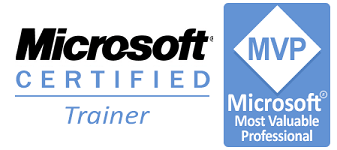 Microsoft®
CERTIFIED
Trainer
MVP
Microsoft®
Most Valuable
Professional